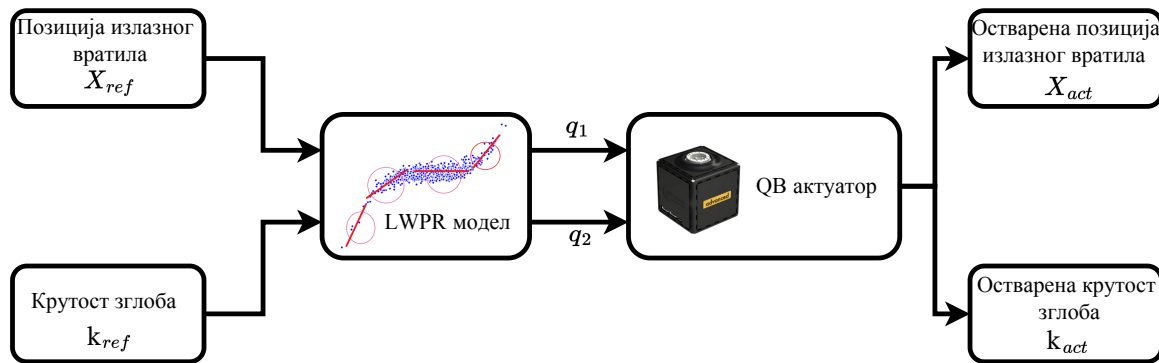 Позиција излазног
вратила
X_ref
Крутост зглоба
k_ref
LWPR модел
q_1
q_2
QB актуатор
advanced
Остварена позиција
излазног вратила
X_act
Остварена крутост
зглоба
k_act